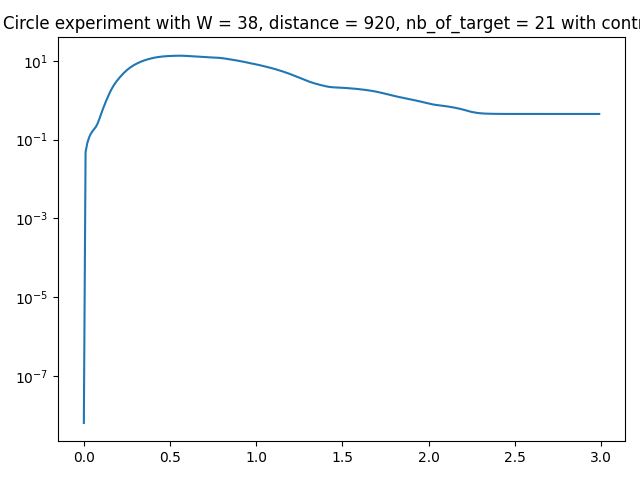 Circle experiment with W = 38, distance = 920, nb_of_target = 21 with contr
10¹
10⁻¹
10⁻³
10⁻⁵
10⁻⁷
0.0 0.5 1.0 1.5 2.0 2.5 3.0